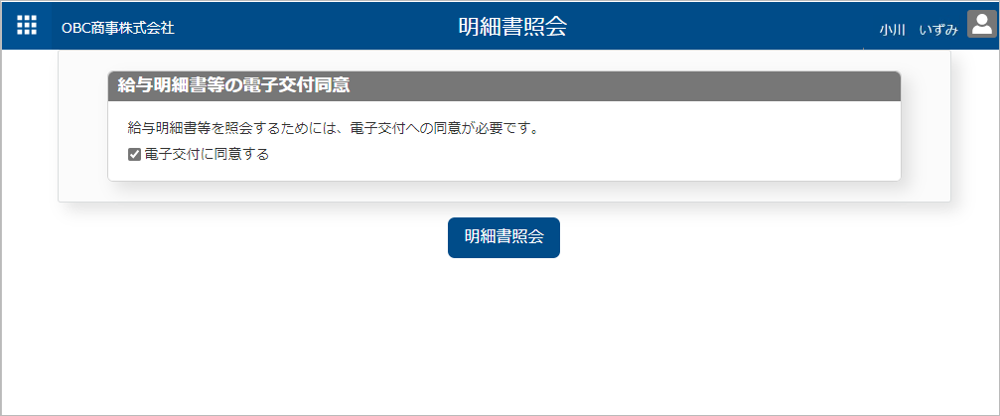 OBC商事株式会社
明細書照会
小川 いずみ
給与明細書等の電子交付同意
給与明細書等を照会するためには、電子交付への同意が必要です。
電子交付に同意する
明細書照会